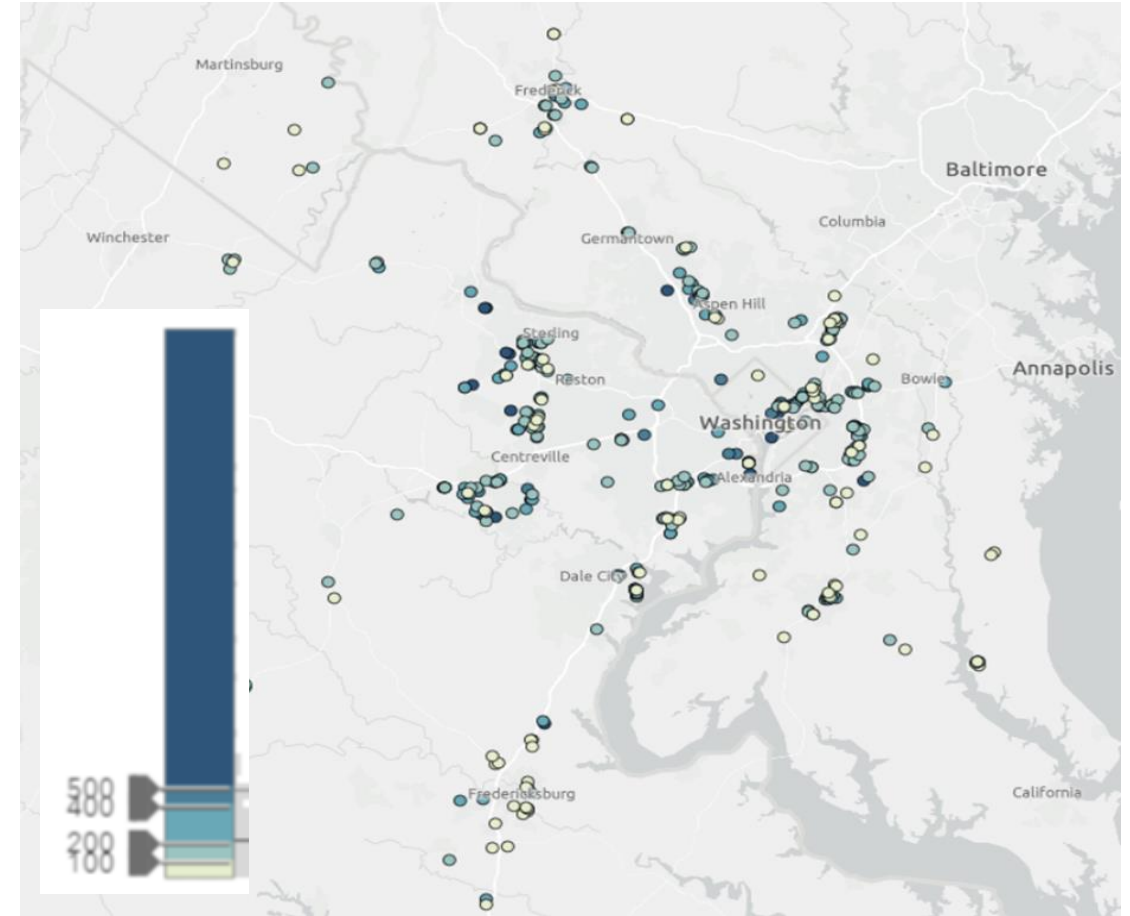 Martinsburg
Frederick
Baltimore
Columbia
Winchester
Germantown
Aspen Hill
Sterling
Annapolis
Reston
Bowie
Washington
Centreville
Alexandria
Dale City
500
400
200
100
Fredericksburg
California